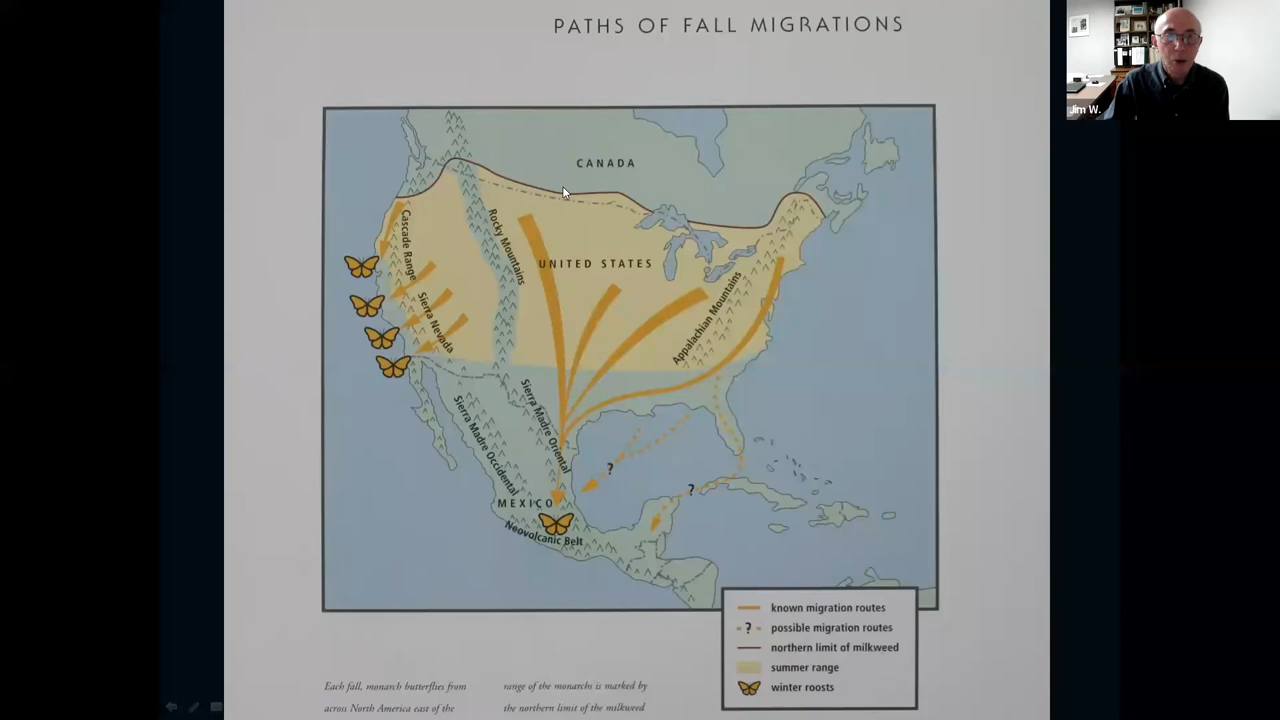 PATHS OF FALL MIGRATIONS
Jim W.
CANADA
Cascade Range
Rocky Mountains
UNITED STATES
Sierra Nevada
Appalachian Mountains
Sierra Madre Occidental
Sierra Madre Oriental
?
?
MEXICO
Neovolcanic Belt
known migration routes
?
possible migration routes
northern limit of milkweed
summer range
winter roosts
Each fall, monarch butterflies from
across North America east of the
range of the monarchs is marked by
the northern limit of the milkweed